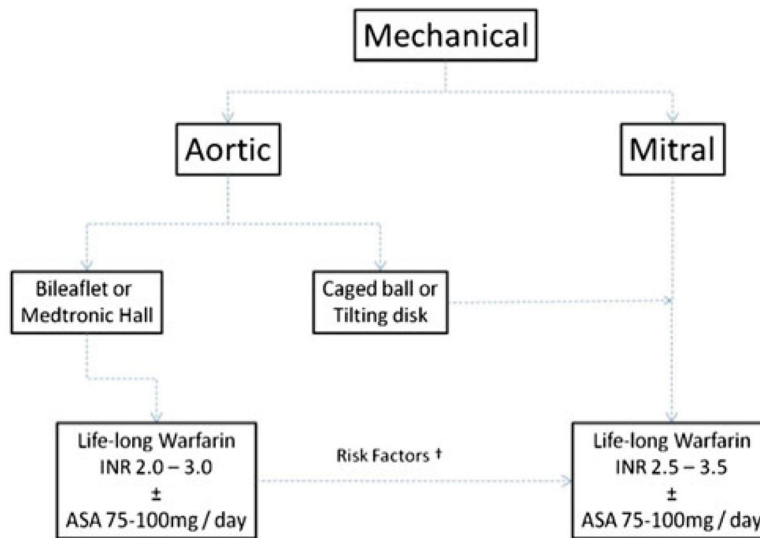 Mechanical
Aortic
Mitral
Bileaflet or
Medtronic Hall
Caged ball or
Tilting disk
Life-long Warfarin
INR 2.0 – 3.0
±
ASA 75-100mg / day
Risk Factors †
Life-long Warfarin
INR 2.5 – 3.5
±
ASA 75-100mg / day